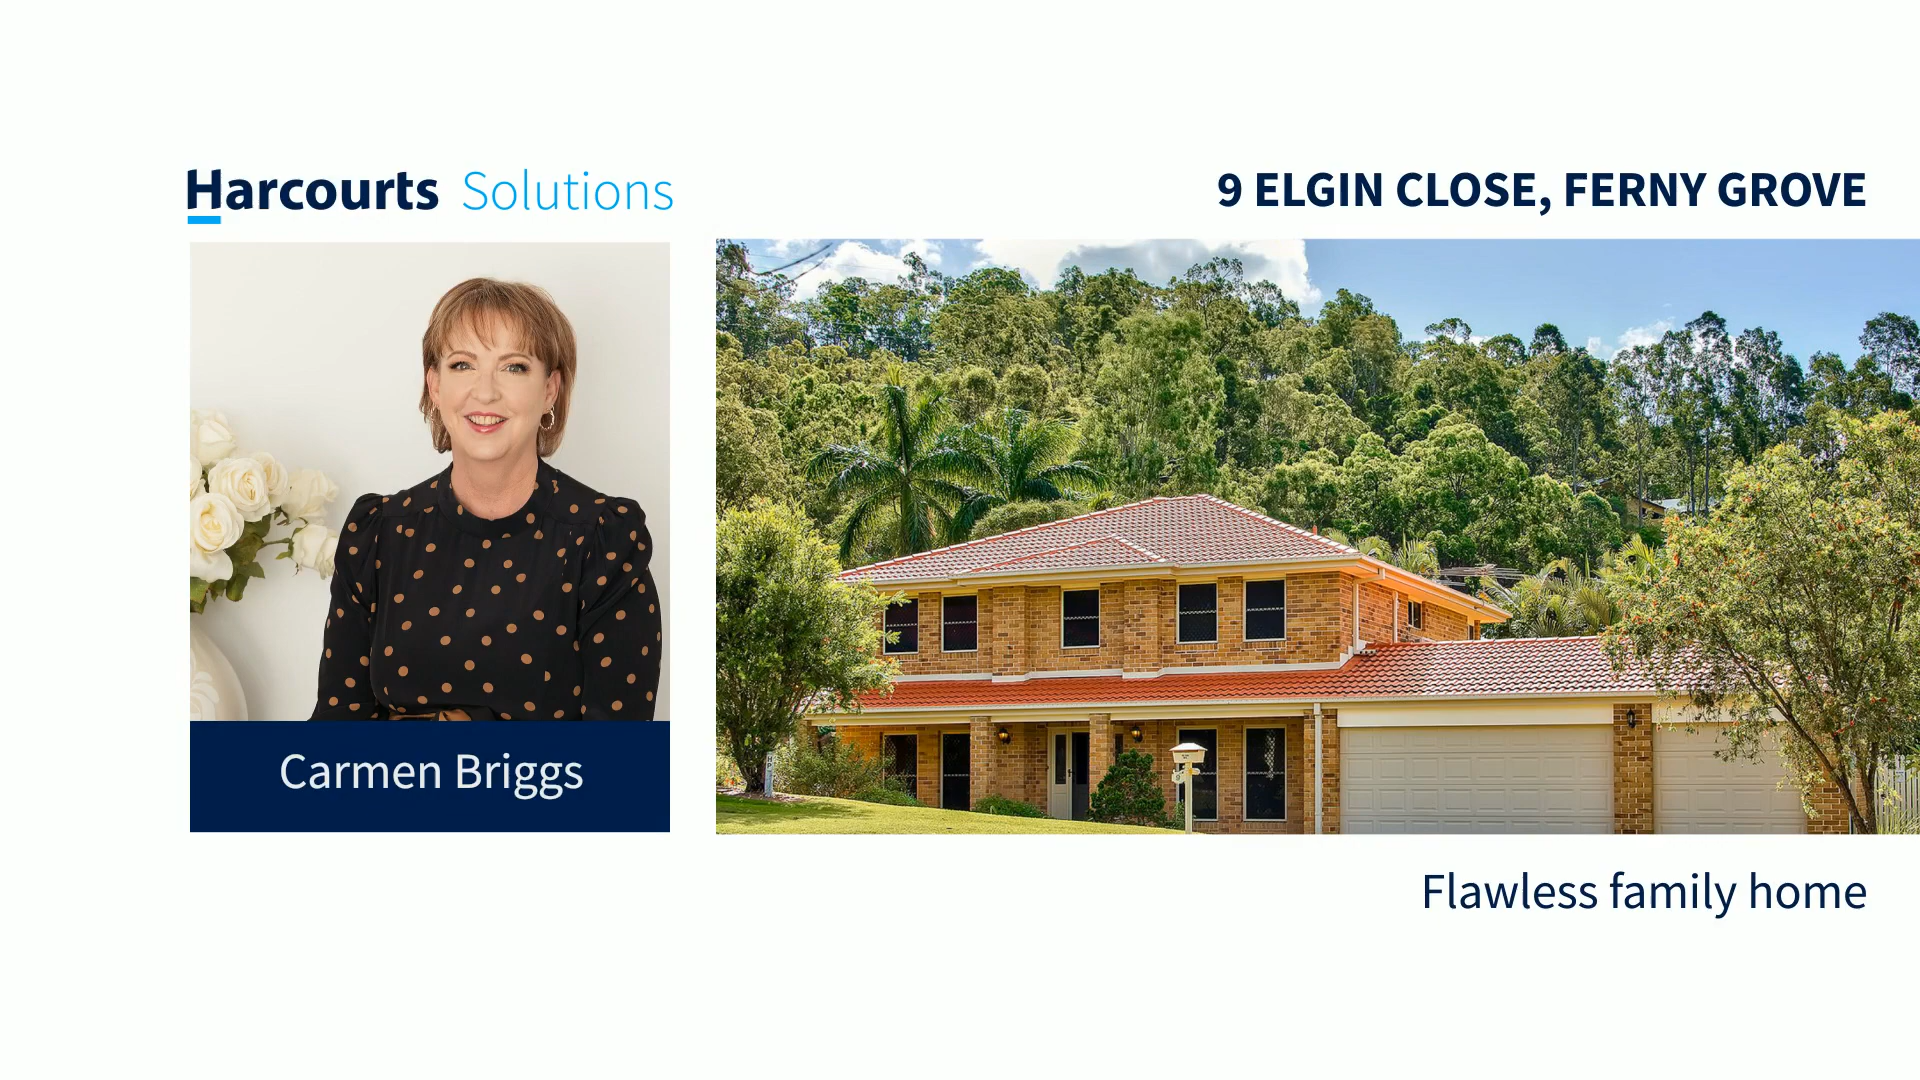 Harcourts Solutions
9 ELGIN CLOSE, FERNY GROVE
Carmen Briggs
Flawless family home